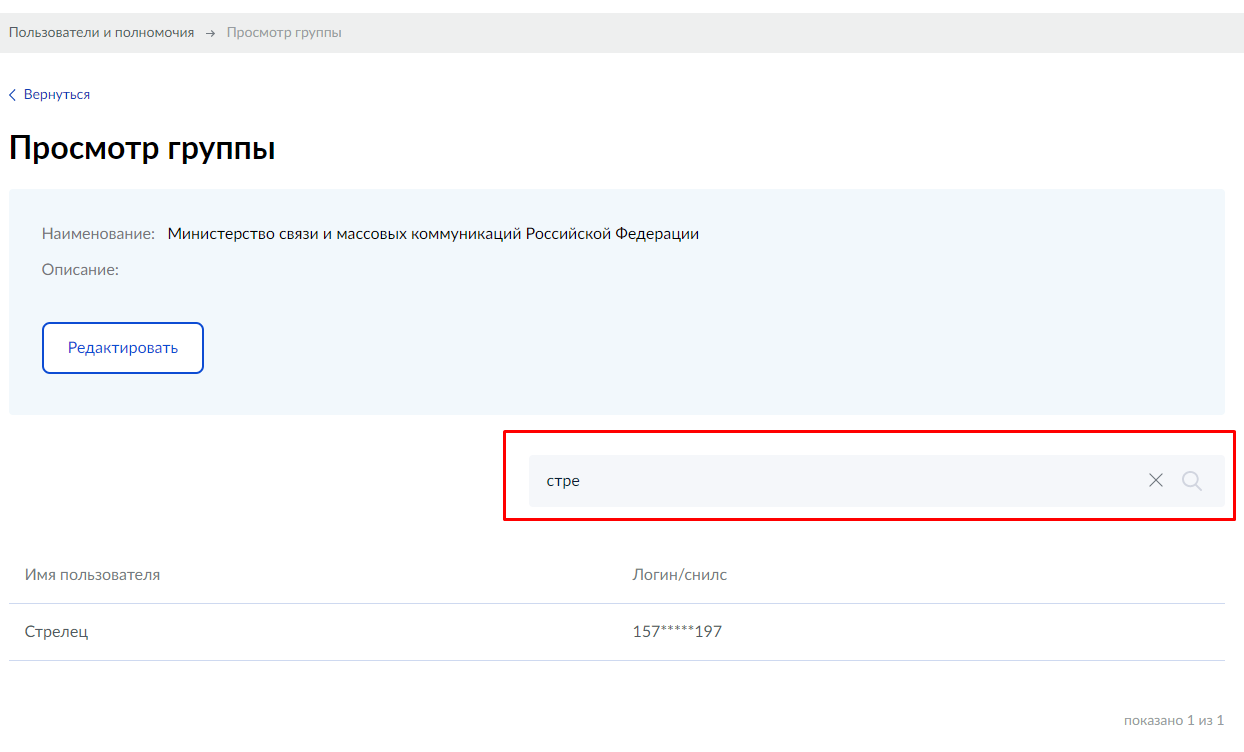 Пользователи и полномочия → Просмотр группы
Вернуться
Просмотр группы
Наименование: Министерство связи и массовых коммуникаций Российской Федерации
Описание:
Редактировать
стре
Имя пользователя Логин/снилс
Стрелец 157*****197
показано 1 из 1